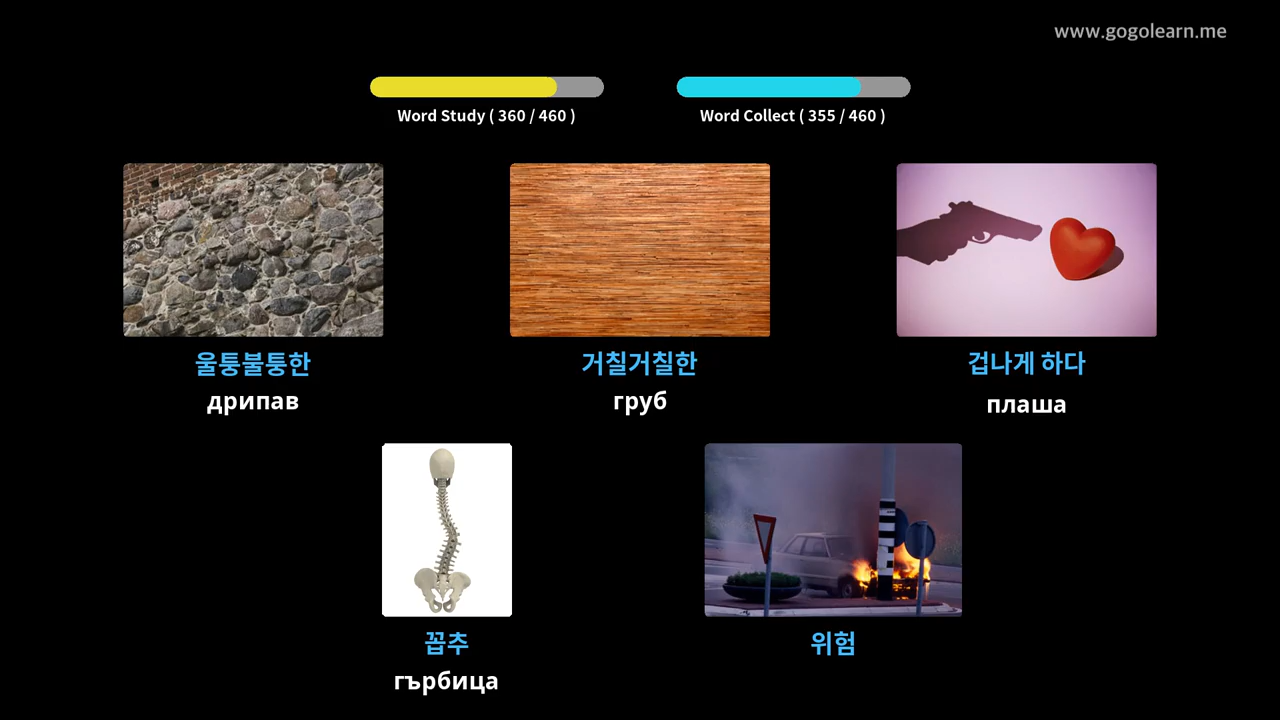 www.gogolearn.me
Word Study ( 360 / 460 )
Word Collect ( 355 / 460 )
울퉁불퉁한
거칠거칠한
겁나게 하다
дрипав
груб
плаша
꼽추
위험
гърбица